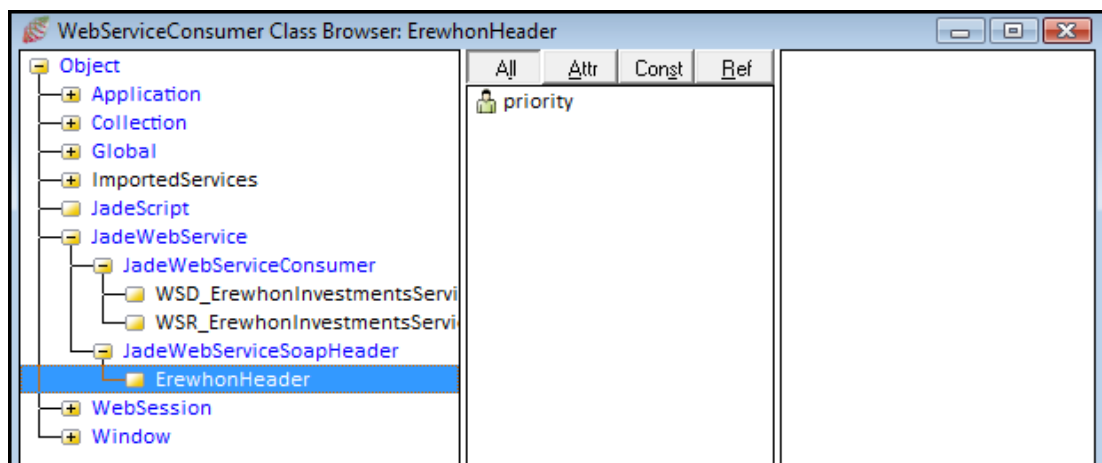 WebServiceConsumer Class Browser: ErewhonHeader
Object
All Attr Const Ref
Application
priority
Collection
Global
ImportedServices
JadeScript
JadeWebService
JadeWebServiceConsumer
WSD_ErewhonInvestmentsServi
WSR_ErewhonInvestmentsServi
JadeWebServiceSoapHeader
ErewhonHeader
WebSession
Window